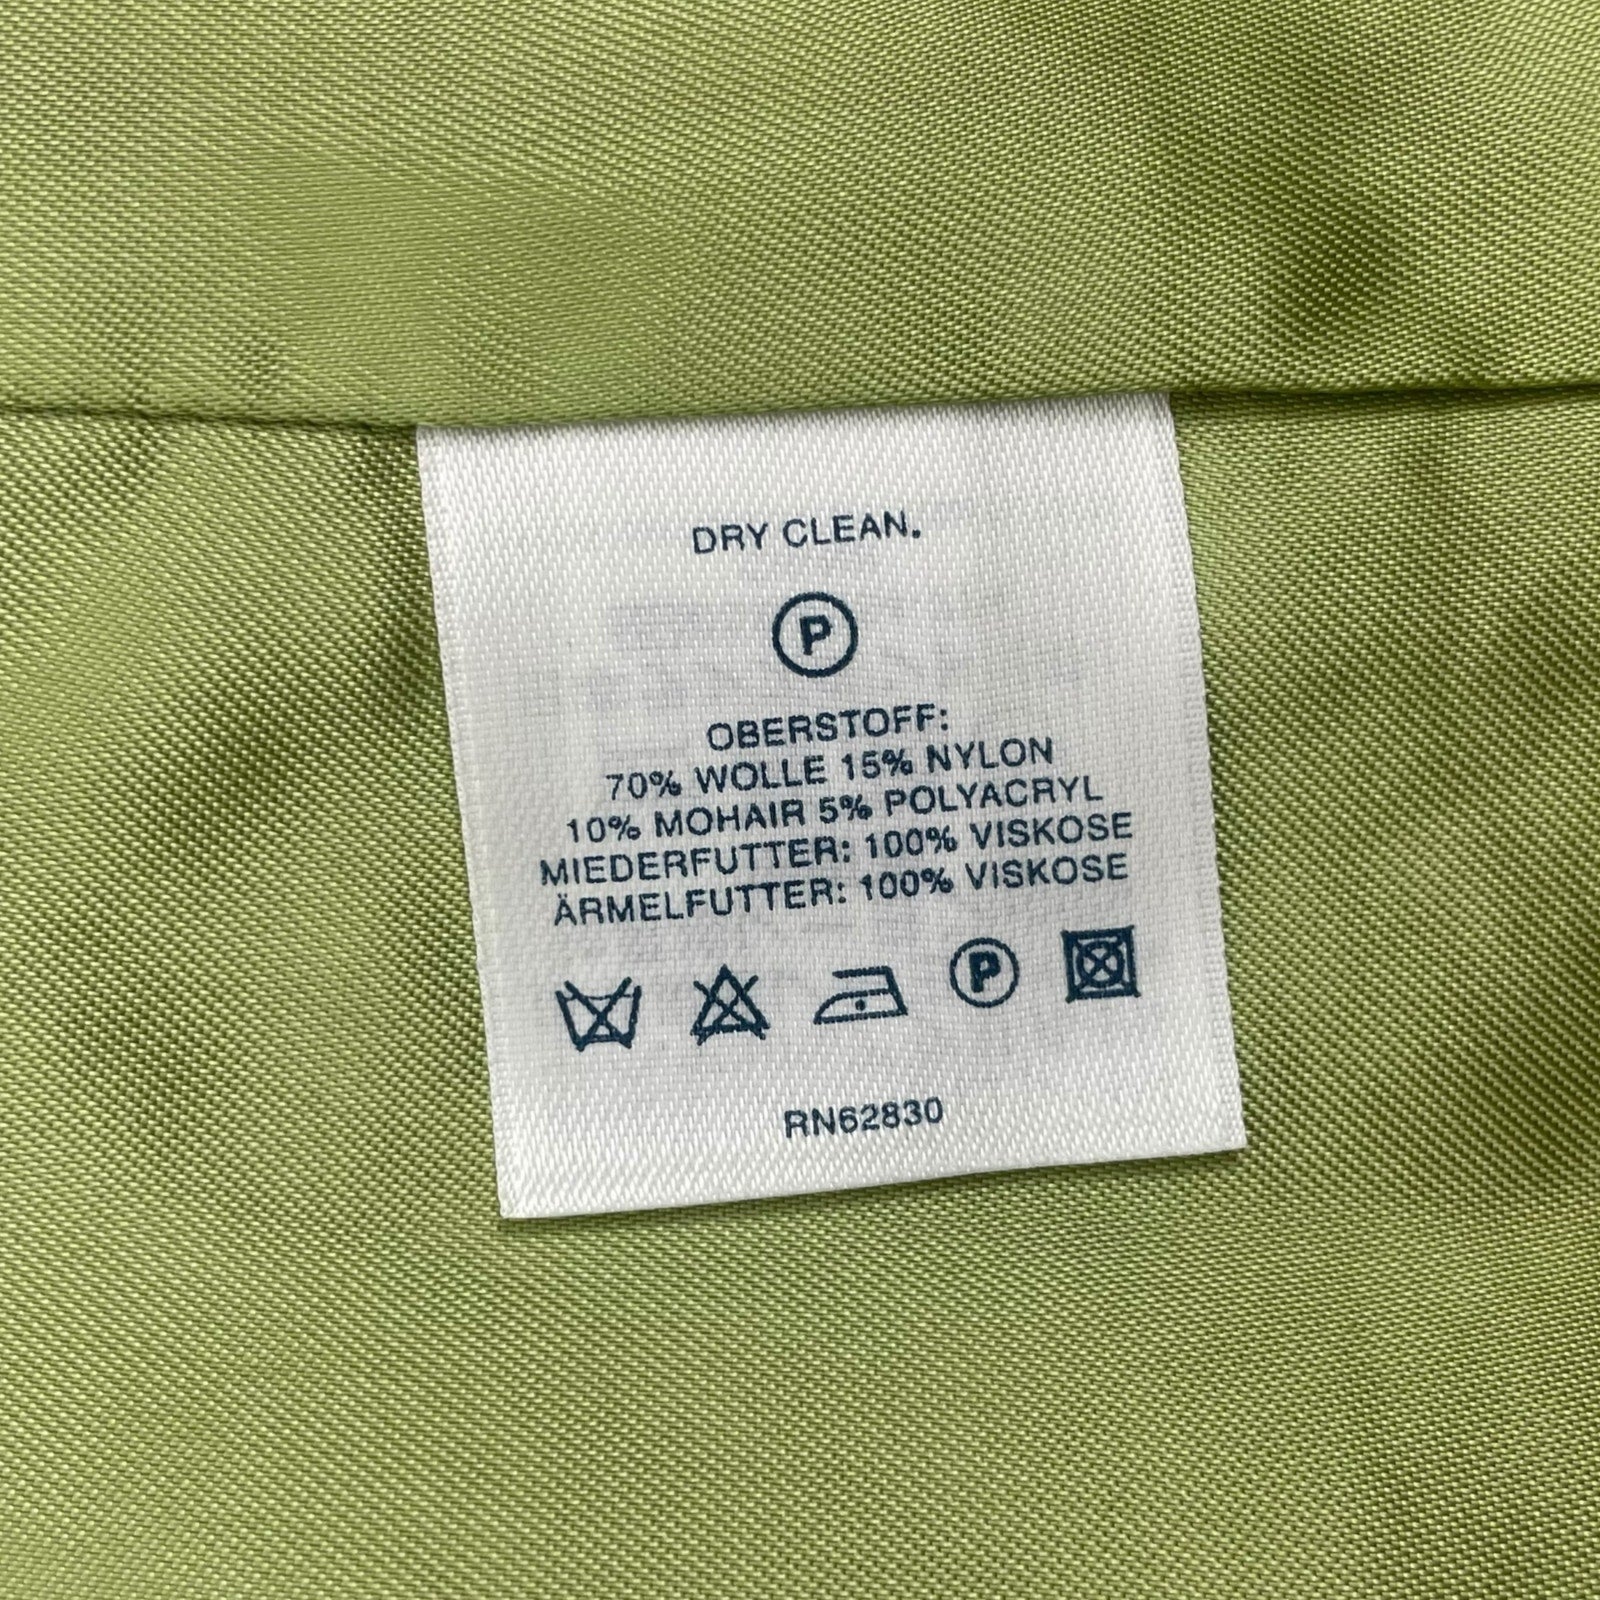 DRY CLEAN.
P
OBERSTOFF:
70% WOLLE 15% NYLON
10% MOHAIR 5% POLYACRYL
MIEDERFUTTER: 100% VISKOSE
ÄRMELFUTTER: 100% VISKOSE
P
RN62830